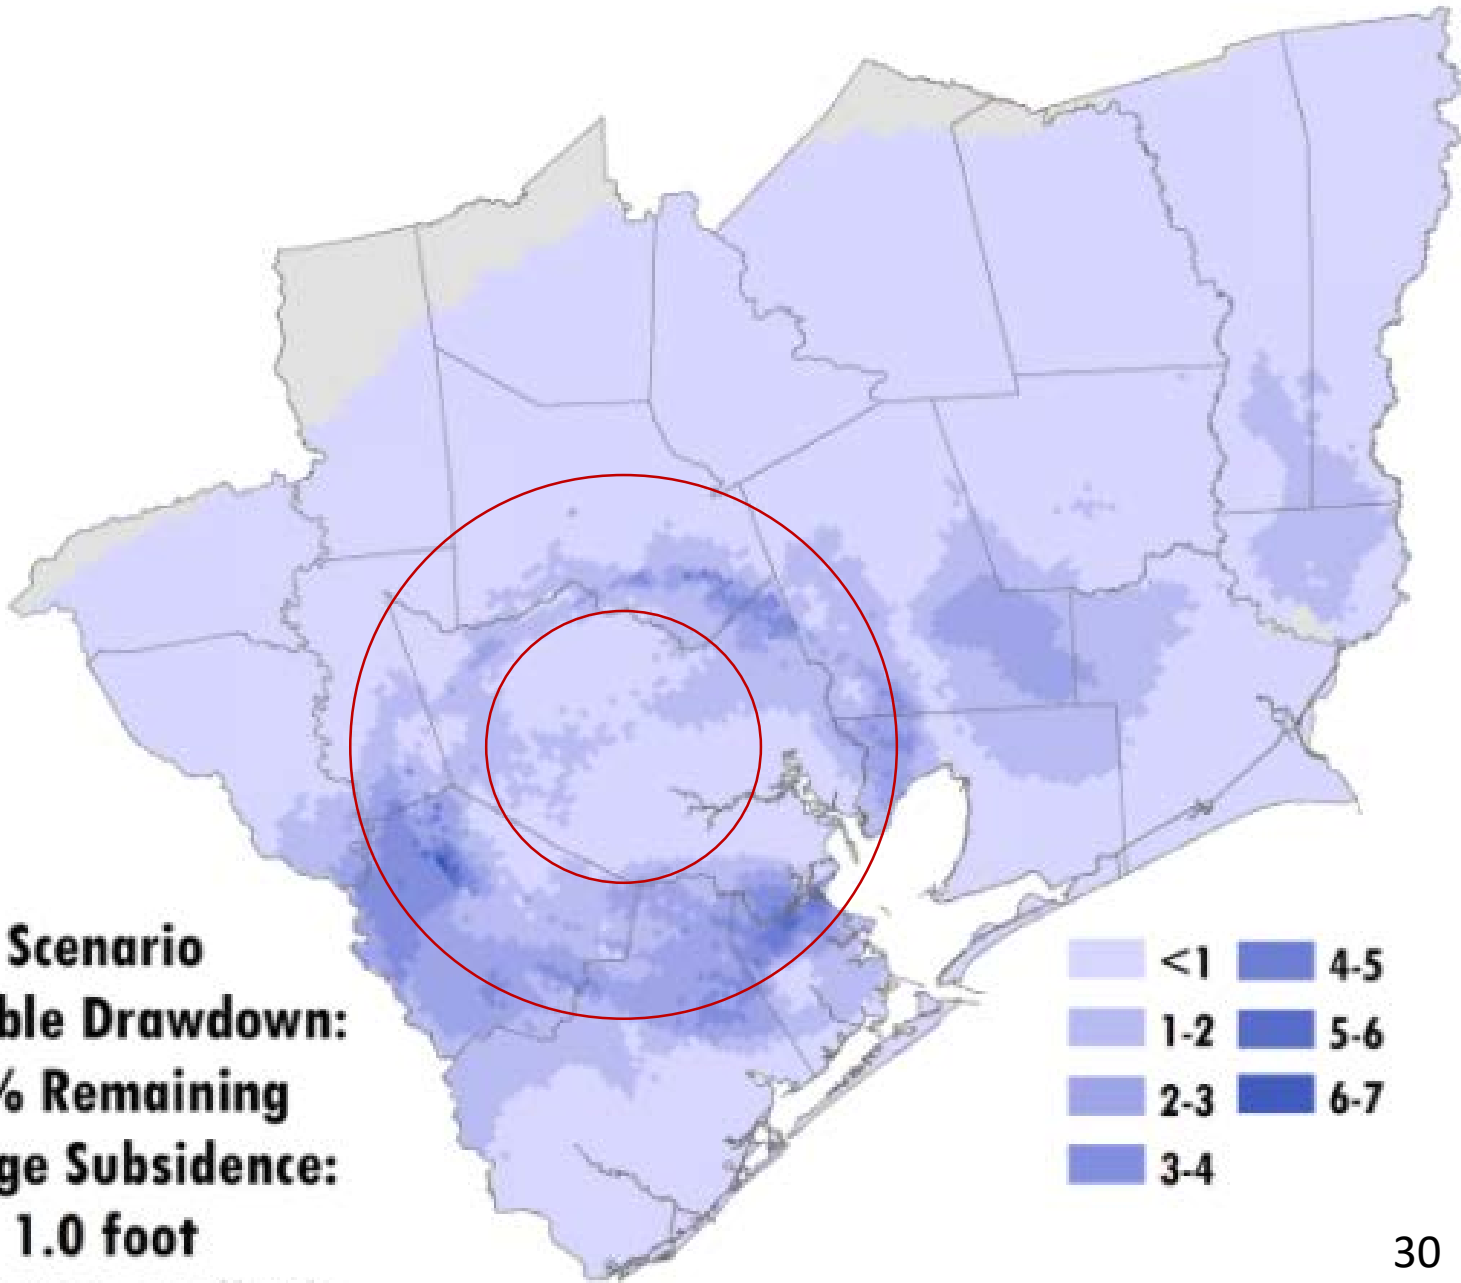 Scenario
ble Drawdown:
% Remaining
ge Subsidence:
1.0 foot
<1 4-5
1-2 5-6
2-3 6-7
3-4
30